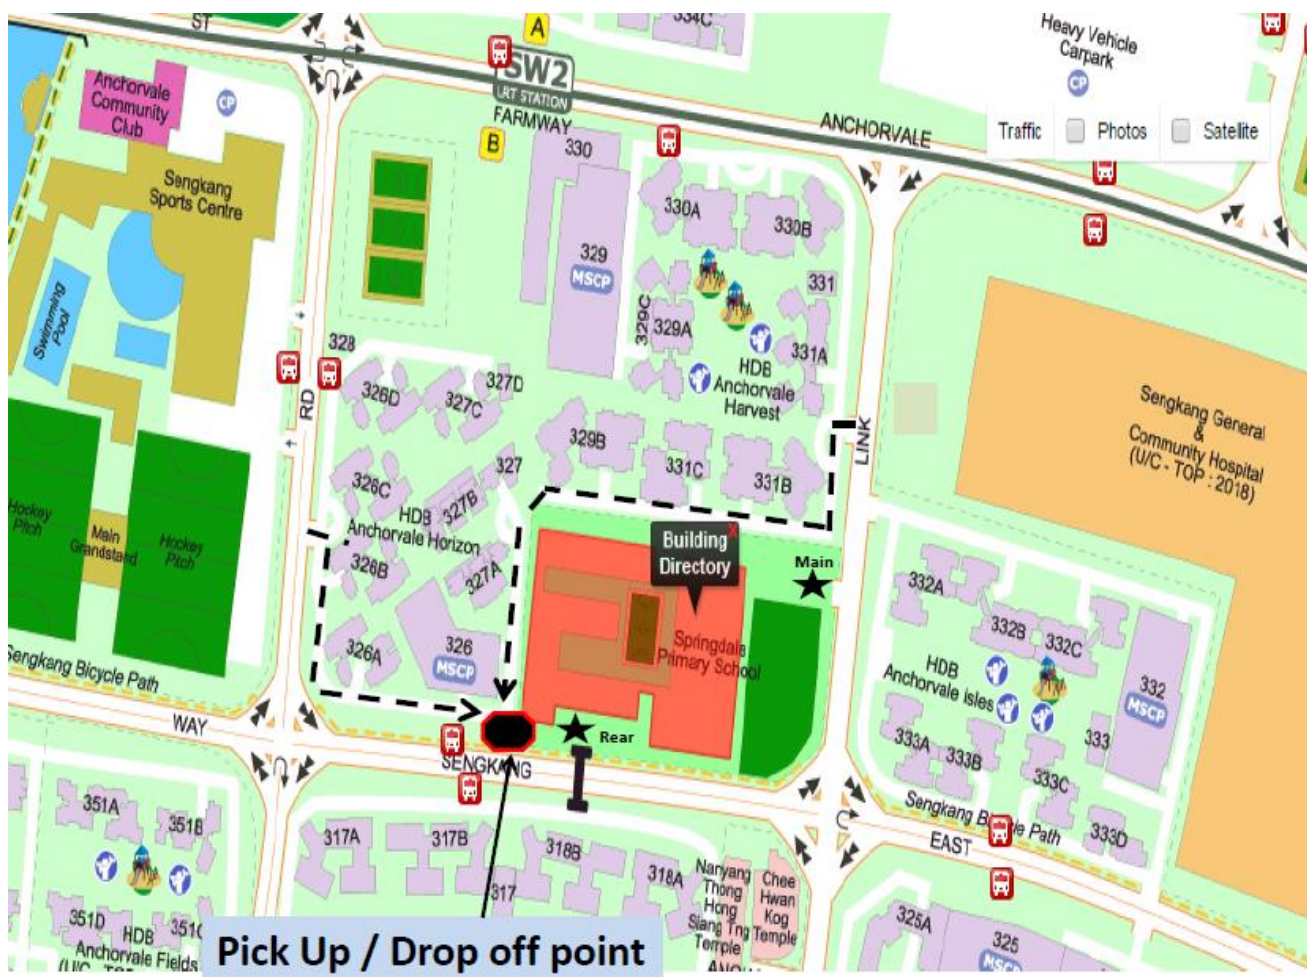 ST
A
334C
Heavy Vehicle
Carpark
CP
SW2
LRT STATION
FARMWAY
B
Anchorvale
Community
Club
CP
ANCHORVALE
Traffic
Photos
Satellite
Sengkang
Sports Centre
330
330A
330B
329
MSCP
331
329C
329A
331A
HDB
Anchorvale
Harvest
Swimming
Pool
328
326D
327C
327D
RD
LINK
Sengkang General
&
Community Hospital
(U/C - TOP : 2018)
329B
331C
331B
327
326C
327B
HDB
Anchorvale Horizon
Hockey
Pitch
Main
Grandstand
Hockey
Pitch
326B
327A
Building
Directory
X
Main
Springdale
Primary School
326A
326
MSCP
332A
332B
332C
HDB
Anchorvale Isles
332
MSCP
333A
333B
333
333C
333D
Sengkang Bicycle Path
WAY
Rear
SENGKANG
Sengkang Bicycle Path
EAST
351A
351B
317A
317B
318B
318A
317
Nanyang
Thong
Hong
Siang Tng
Temple
Chee
Hwan
Kog
Temple
351D
HDB
351C
Anchorvale Fields
325A
325
MSCP
Pick Up / Drop off point